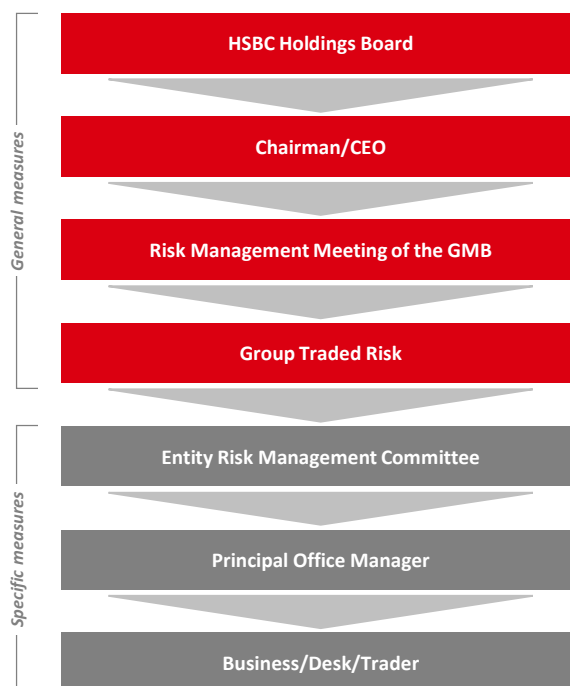 General measures
HSBC Holdings Board
Chairman/CEO
Risk Management Meeting of the GMB
Group Traded Risk
Specific measures
Entity Risk Management Committee
Principal Office Manager
Business/Desk/Trader